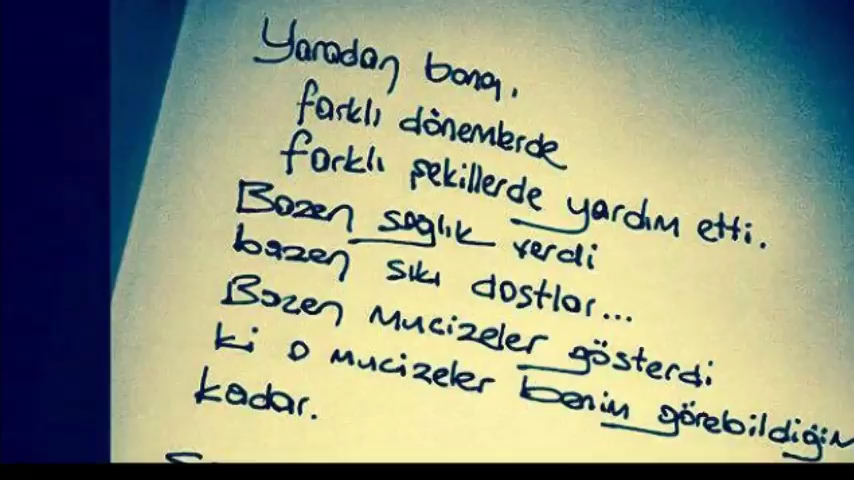 Yaradan bana,
farklı dönemlerde
farklı şekillerde yardım etti.
Bazen sağlık verdi
bazen sıkı dostlar...
Bazen mucizeler gösterdi
ki o mucizeler benim görebildiğim
kadar.